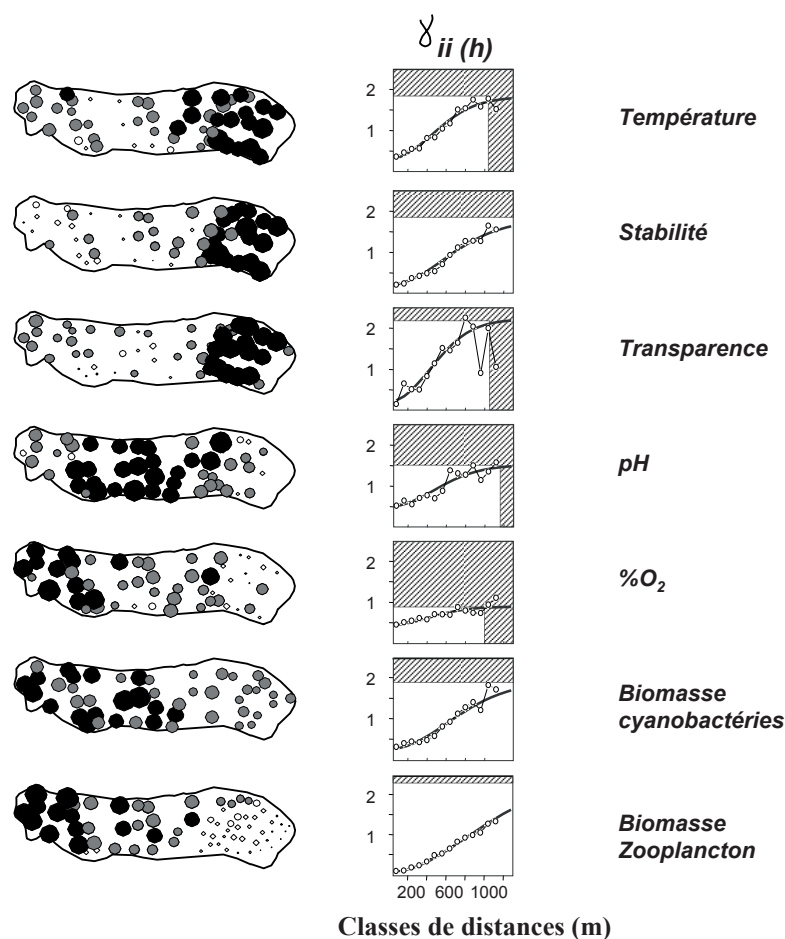 γ ii (h)
2
1
Température
2
1
Stabilité
2
1
Transparence
2
1
pH
2
1
%O2
2
1
Biomasse
cyanobactéries
2
1
Biomasse
Zooplancton
200 600 1000
Classes de distances (m)